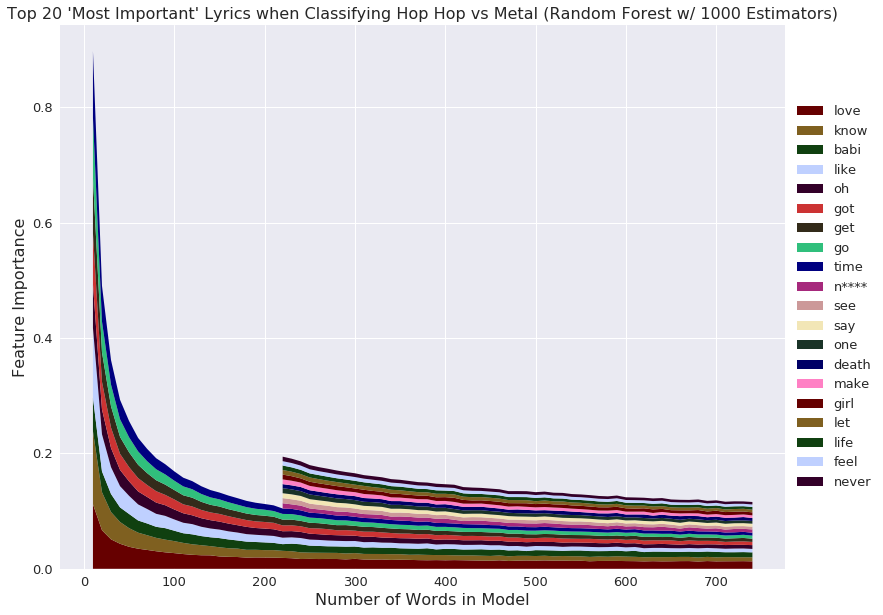 Top 20 'Most Important' Lyrics when Classifying Hop Hop vs Metal (Random Forest w/ 1000 Estimators)
0.8
0.6
0.4
0.2
0.0
Feature Importance
0 100 200 300 400 500 600 700
Number of Words in Model
love
know
babi
like
oh
got
get
go
time
n****
see
say
one
death
make
girl
let
life
feel
never